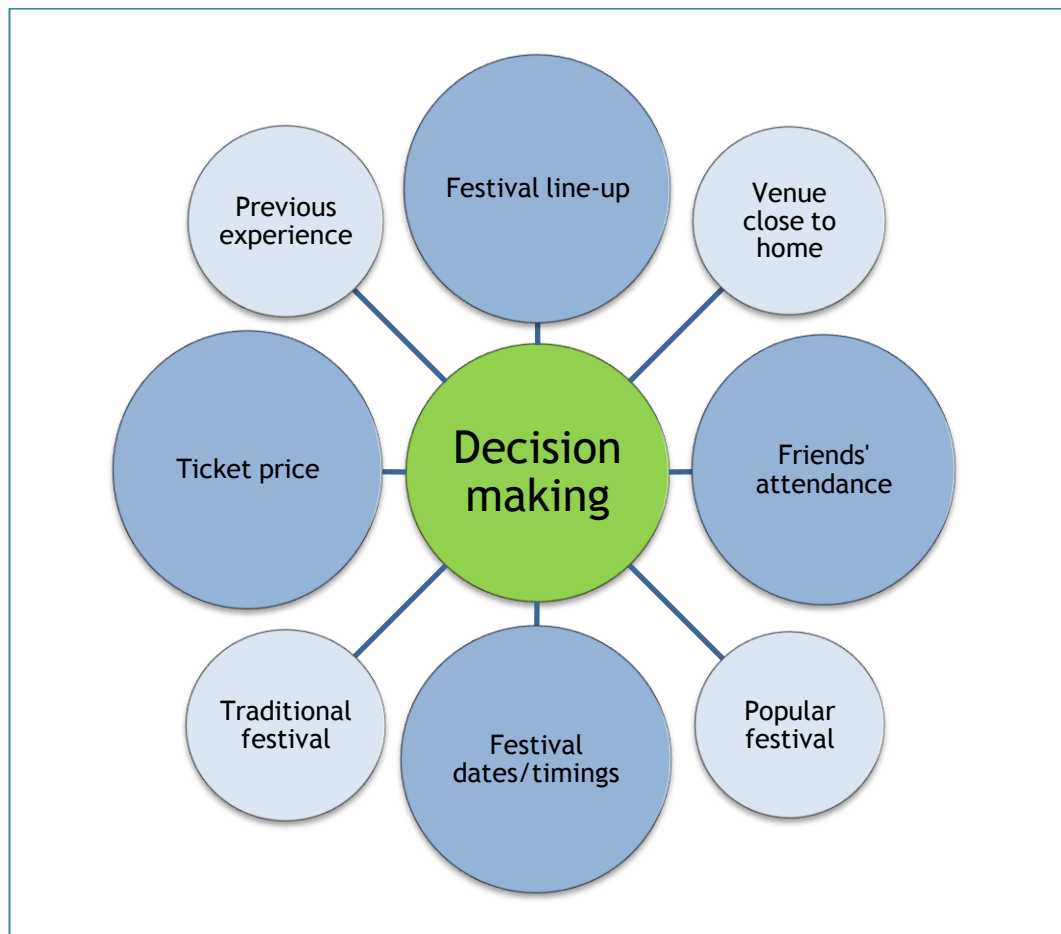 Festival line-up
Previous
experience
Venue
close to
home
Ticket price
Decision
making
Friends'
attendance
Traditional
festival
Festival
dates/timings
Popular
festival